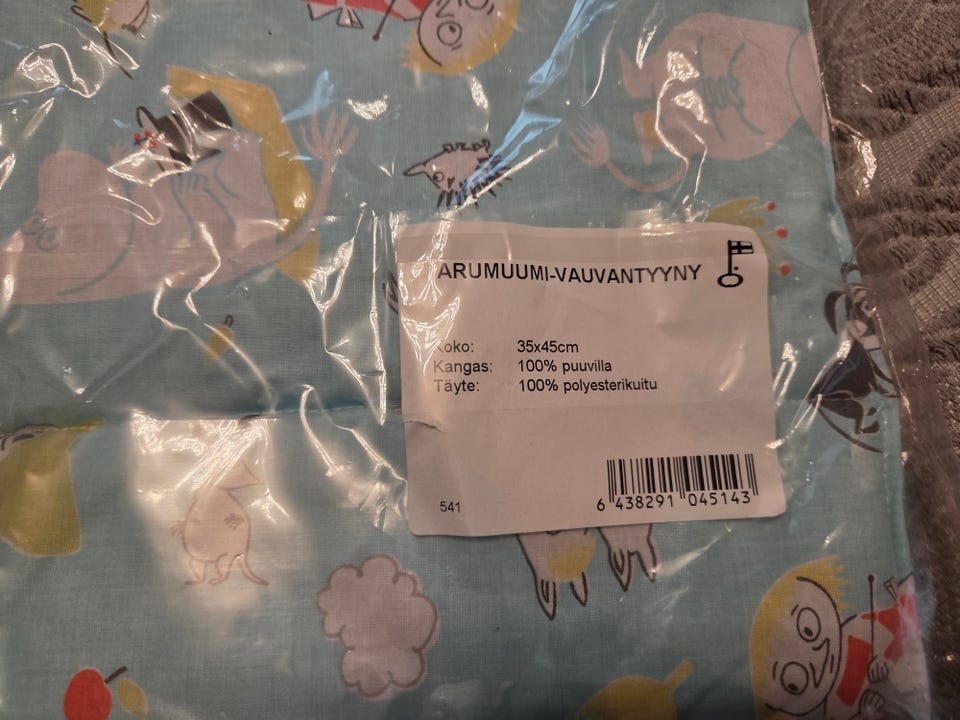 ARUMUUMI-VAUVANTYYNY
Koko: 35x45cm
Kangas: 100% puuvilla
Täyte: 100% polyesterikuitu
541
6 438291 045143